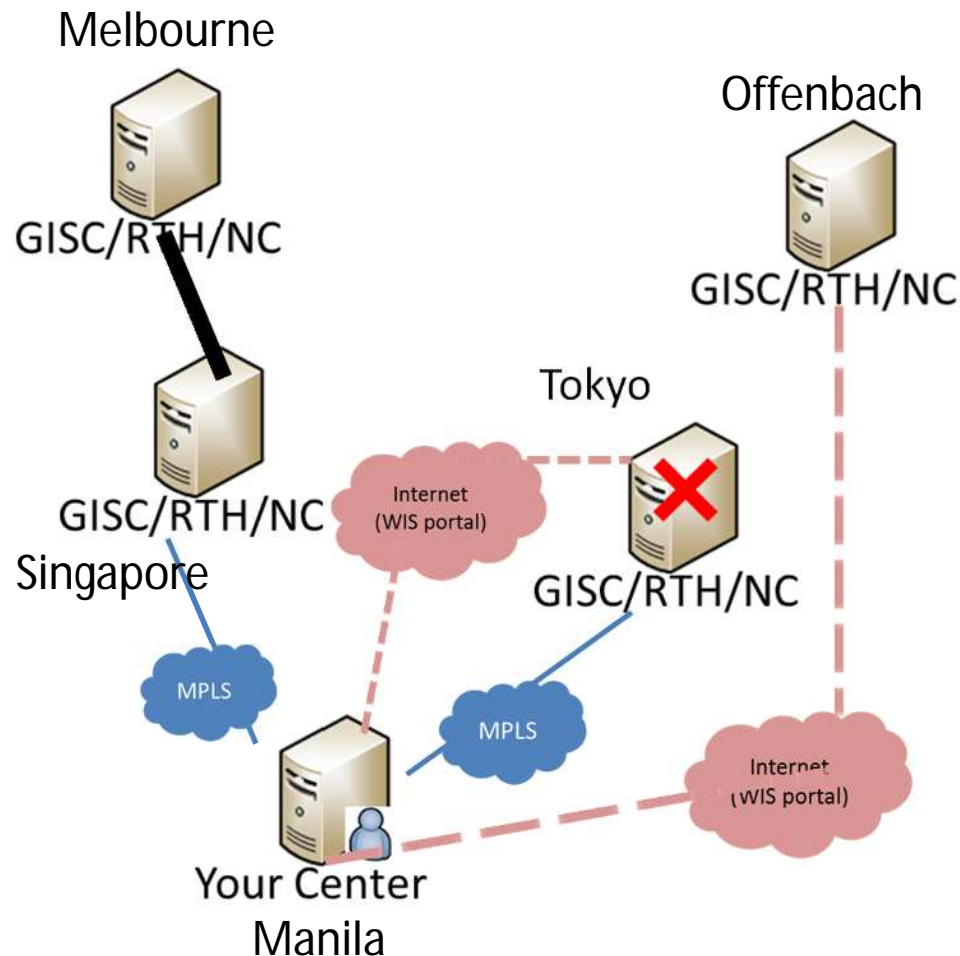 Melbourne
GISC/RTH/NC
Offenbach
GISC/RTH/NC
Tokyo
GISC/RTH/NC
Internet
(WIS portal)
GISC/RTH/NC
Singapore
MPLS
MPLS
Internet
(WIS portal)
Your Center
Manila